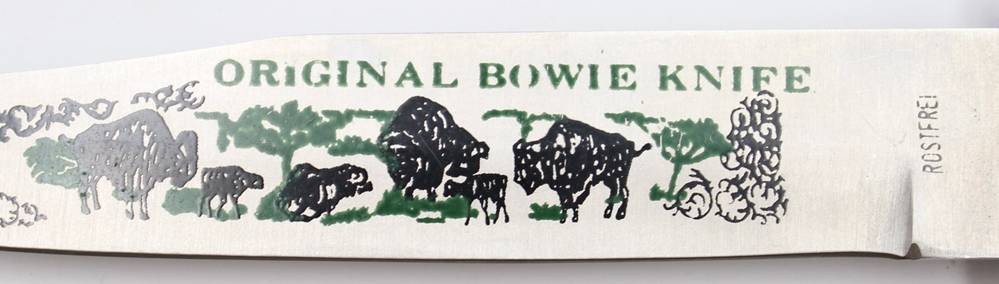 ORIGINAL BOWIE KNIFE
ROSTFREI